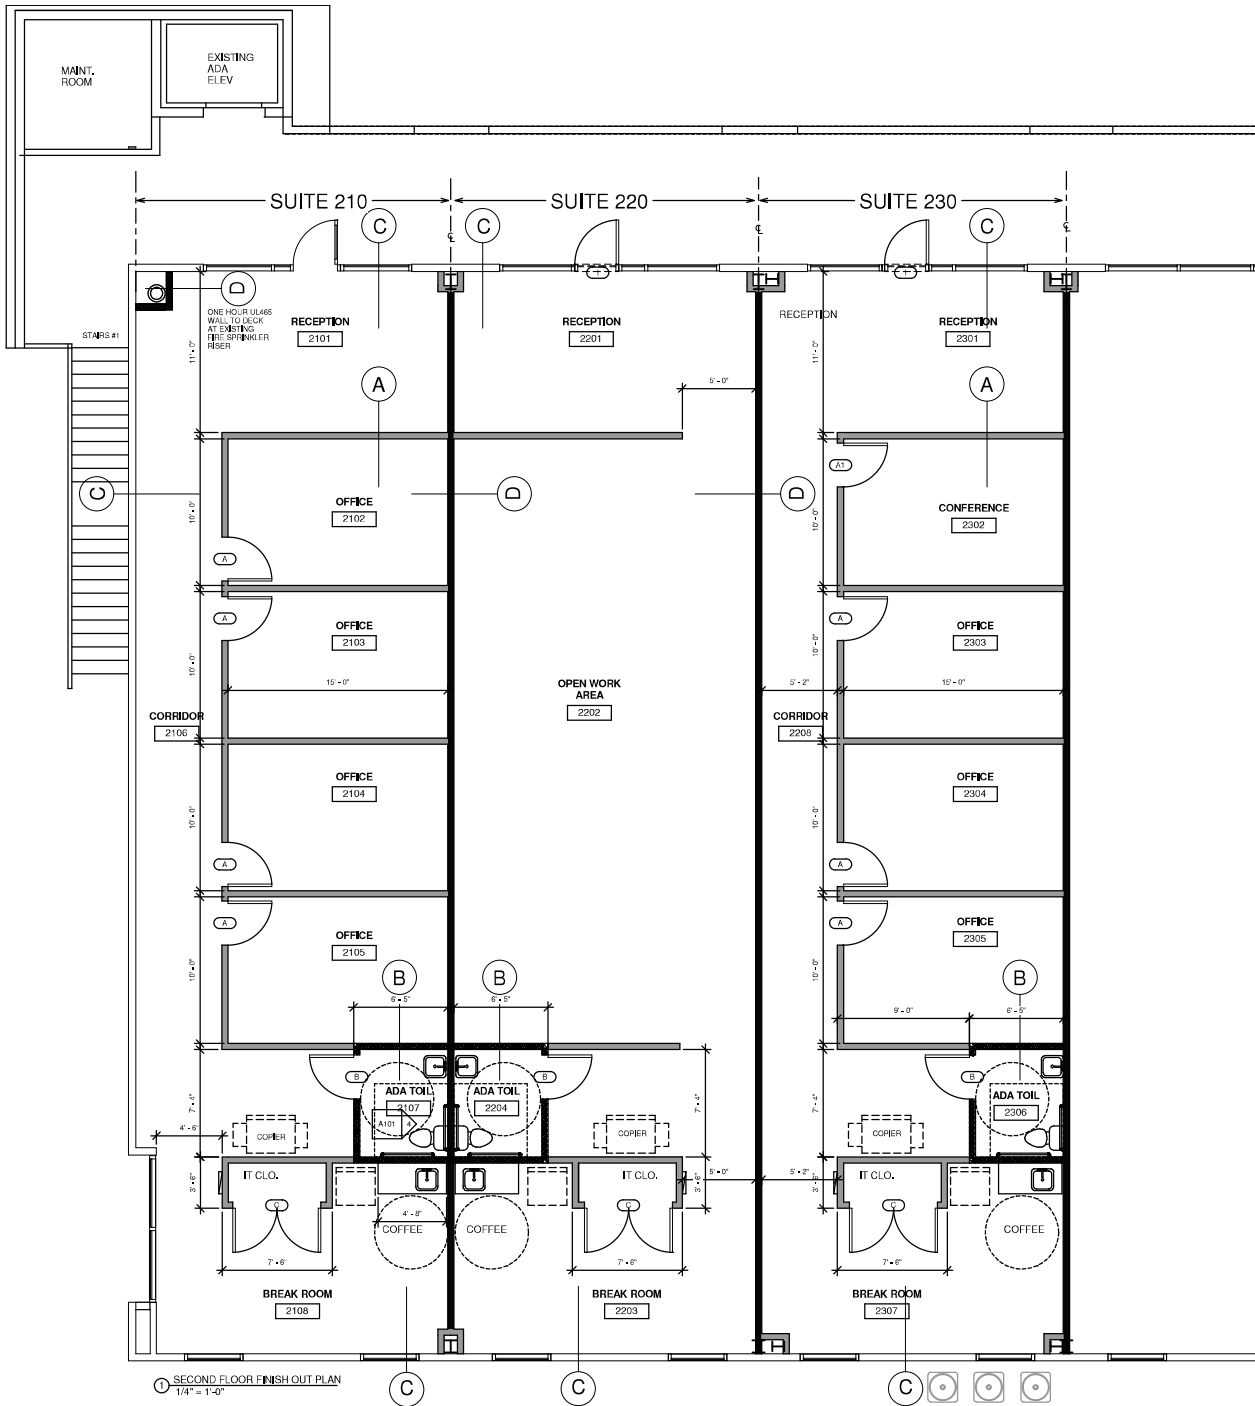 MAINT.
ROOM
EXISTING
ADA
ELEV
SUITE 210
SUITE 220
SUITE 230
C
C
C
℄
℄
℄
D
ONE HOUR UL465
WALL TO DECK
AT EXISTING
FIRE SPRINKLER
RISER
STAIRS #1
RECEPTION
2101
RECEPTION
2201
RECEPTION
RECEPTION
2301
11' - 0"
11' - 0"
5' - 0"
A
A
C
D
D
OFFICE
2102
CONFERENCE
2302
A1
10' - 0"
10' - 0"
A
A
A
OFFICE
2103
OFFICE
2303
10' - 0"
10' - 0"
15' - 0"
OPEN WORK
AREA
2202
5' - 2"
15' - 0"
CORRIDOR
2106
CORRIDOR
2208
OFFICE
2104
OFFICE
2304
10' - 0"
10' - 0"
A
A
A
A
OFFICE
2105
OFFICE
2305
10' - 0"
10' - 0"
B
B
B
6' - 5"
6' - 5"
9' - 0"
6' - 5"
B
B
B
ADA TOIL
2107
ADA TOIL
2204
ADA TOIL
2306
A101
4
7' - 4"
7' - 4"
7' - 4"
4' - 6"
COPIER
COPIER
COPIER
IT CLO.
IT CLO.
IT CLO.
5' - 0"
5' - 2"
3' - 6"
3' - 6"
3' - 6"
C
C
C
4' - 8"
COFFEE
COFFEE
COFFEE
7' - 6"
7' - 6"
7' - 6"
BREAK ROOM
2108
BREAK ROOM
2203
BREAK ROOM
2307
C
C
C
1
SECOND FLOOR FINISH OUT PLAN
1/4" = 1'-0"